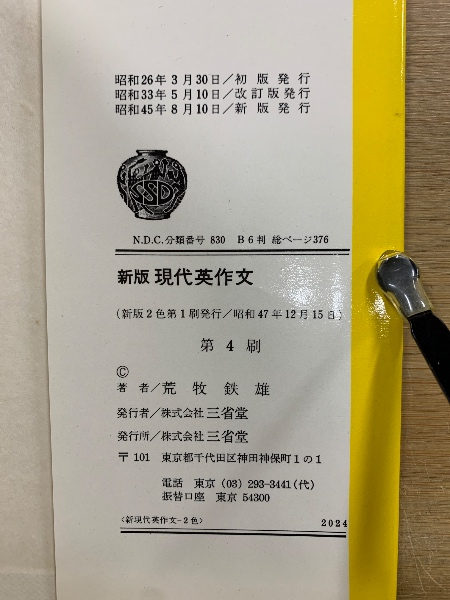 昭和26年3月30日/初版発行
昭和33年5月10日/改訂版発行
昭和45年8月10日/新版発行
SSD
N.D.C.分類番号 830 B6判 総ページ376
新版 現代英作文
(新版2色第1刷発行/昭和47年12月15日)
第4刷
©
著者/荒牧鉄雄
発行者/株式会社三省堂
発行所/株式会社三省堂
〒101 東京都千代田区神田神保町1の1
電話 東京(03)293-3441(代)
振替口座 東京54300
〈新現代英作文-2色〉 2024